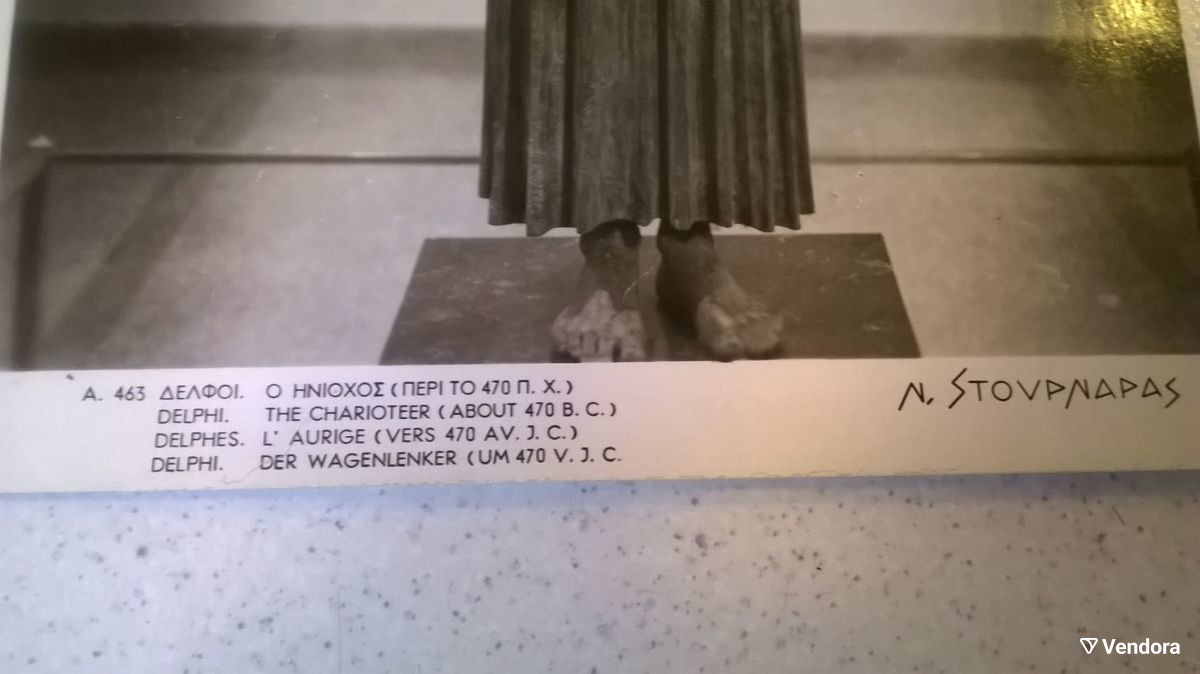 A. 463 ΔΕΛΦΟΙ. Ο ΗΝΙΟΧΟΣ (ΠΕΡΙ ΤΟ 470 Π. Χ.)
DELPHI. THE CHARIOTEER (ABOUT 470 B. C.)
DELPHES. L' AURIGE (VERS 470 AV. J. C.)
DELPHI. DER WAGENLENKER (UM 470 V. J. C.
Ν. ΣΤΟΥΡΝΑΡΑΣ
Vendora